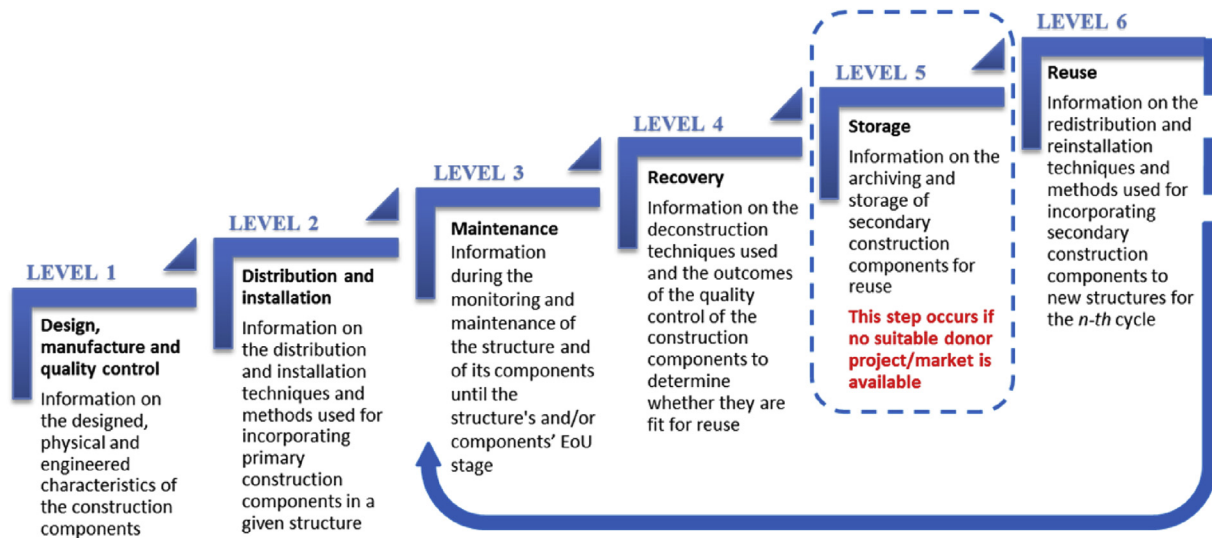 LEVEL 1
Design,
manufacture and
quality control
Information on
the designed,
physical and
engineered
characteristics of
the construction
components
LEVEL 2
Distribution and
installation
Information on
the distribution
and installation
techniques and
methods used for
incorporating
primary
construction
components in a
given structure
LEVEL 3
Maintenance
Information
during the
monitoring and
maintenance of
the structure and
of its components
until the
structure's and/or
components' EoU
stage
LEVEL 4
Recovery
Information on the
deconstruction
techniques used
and the outcomes
of the quality
control of the
construction
components to
determine
whether they are
fit for reuse
LEVEL 5
Storage
Information on the
archiving and
storage of
secondary
construction
components for
reuse
This step occurs if
no suitable donor
project/market is
available
LEVEL 6
Reuse
Information on the
redistribution and
reinstallation
techniques and
methods used for
incorporating
secondary
construction
components to
new structures for
the n-th cycle